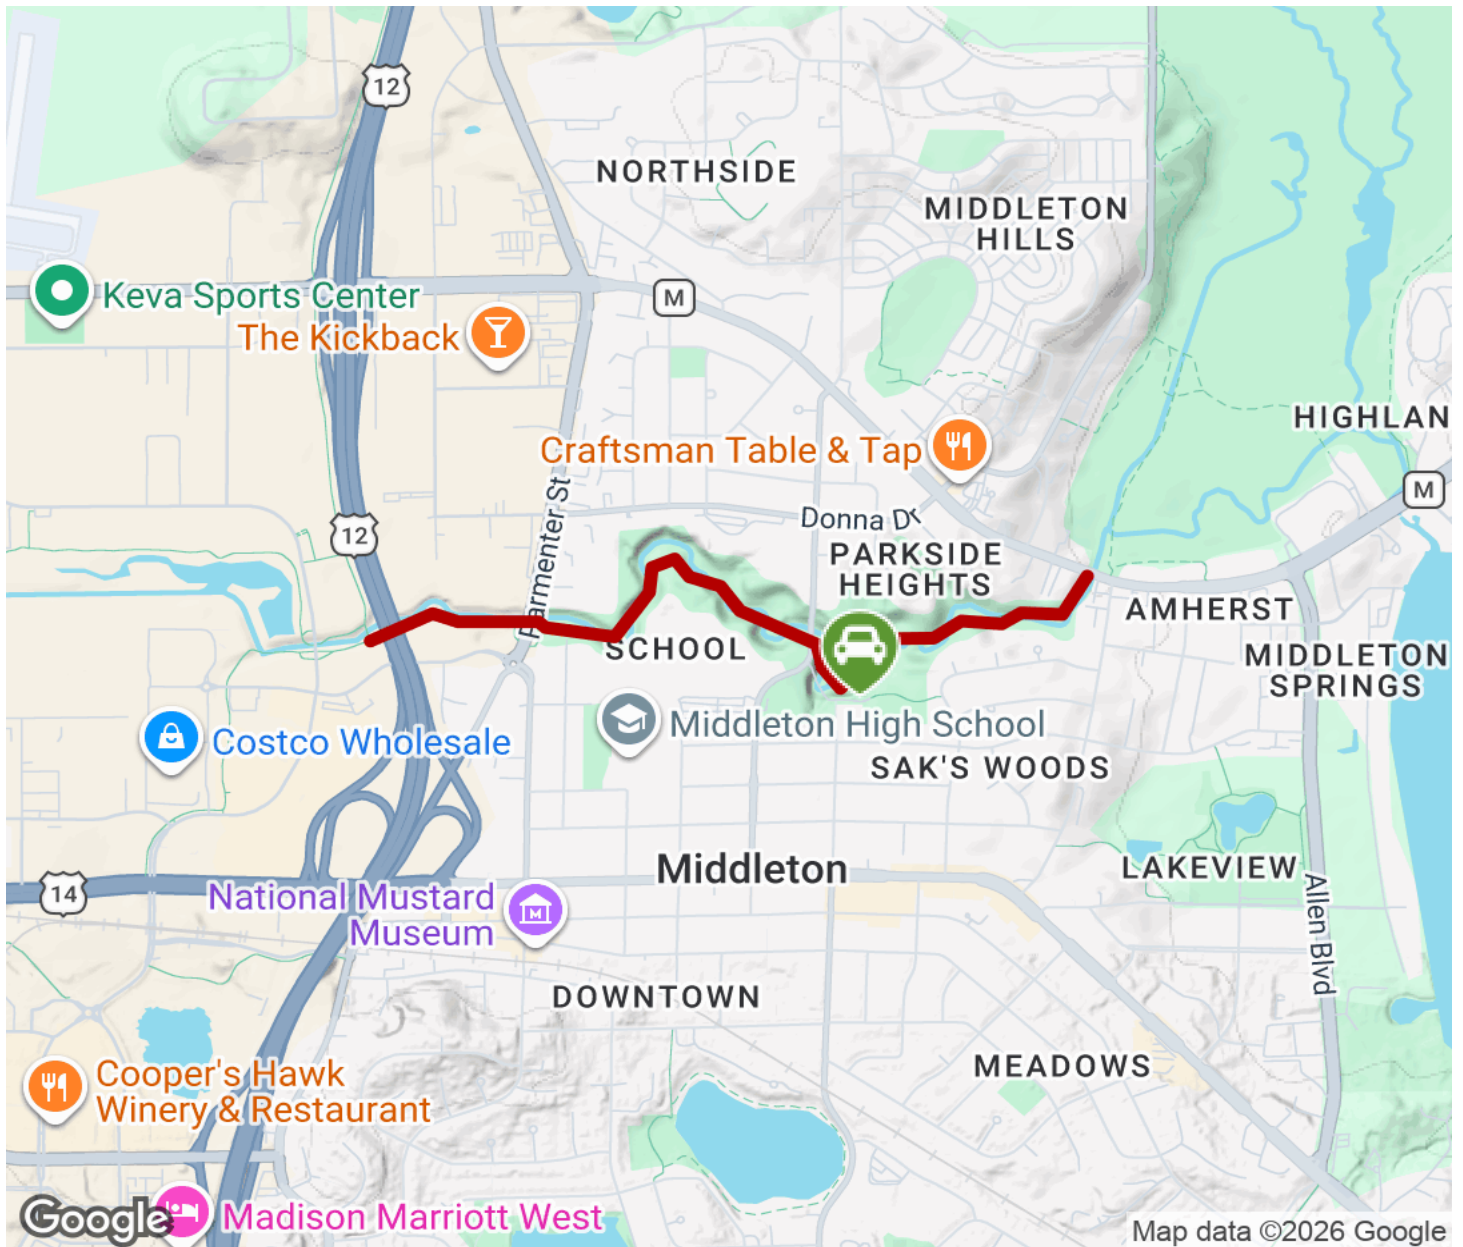 12
NORTHSIDE
MIDDLETON
HILLS
Keva Sports Center
M
The Kickback
HIGHLAN
Craftsman Table & Tap
M
Parmenter St
12
Donna Dr
PARKSIDE
HEIGHTS
AMHERST
SCHOOL
MIDDLETON
SPRINGS
Middleton High School
Costco Wholesale
SAK'S WOODS
Middleton
LAKEVIEW
14
National Mustard
Museum
M
Allen Blvd
DOWNTOWN
MEADOWS
Cooper's Hawk
Winery & Restaurant
Google
Madison Marriott West
Map data ©2026 Google